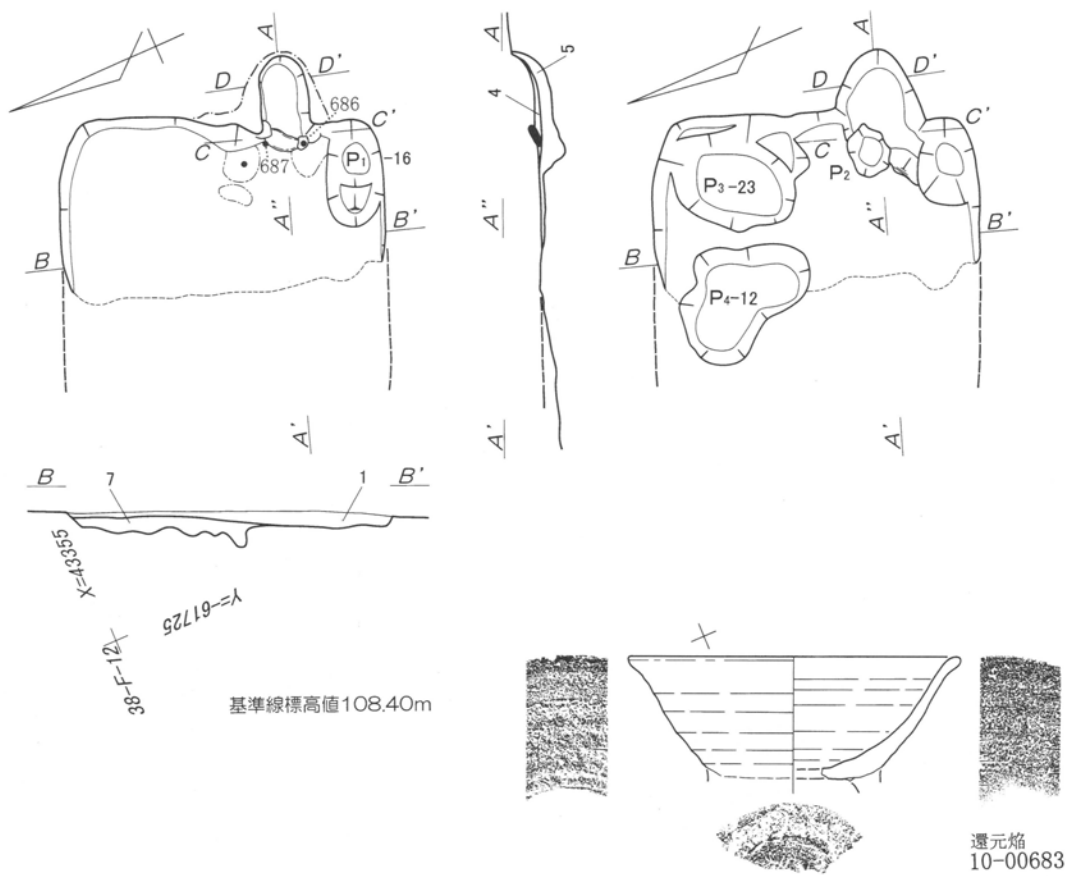 A
D
D'
686
C'
C
P1
-16
687
A''
B'
B
A'
A
5
4
A''
A'
A
D
D'
C'
C
P2
P3-23
A''
B'
B
P4-12
A'
B
7
1
B'
X=43355
Y=-61725
38-F-12
基準線標高値108.40m
還元焔
10-00683